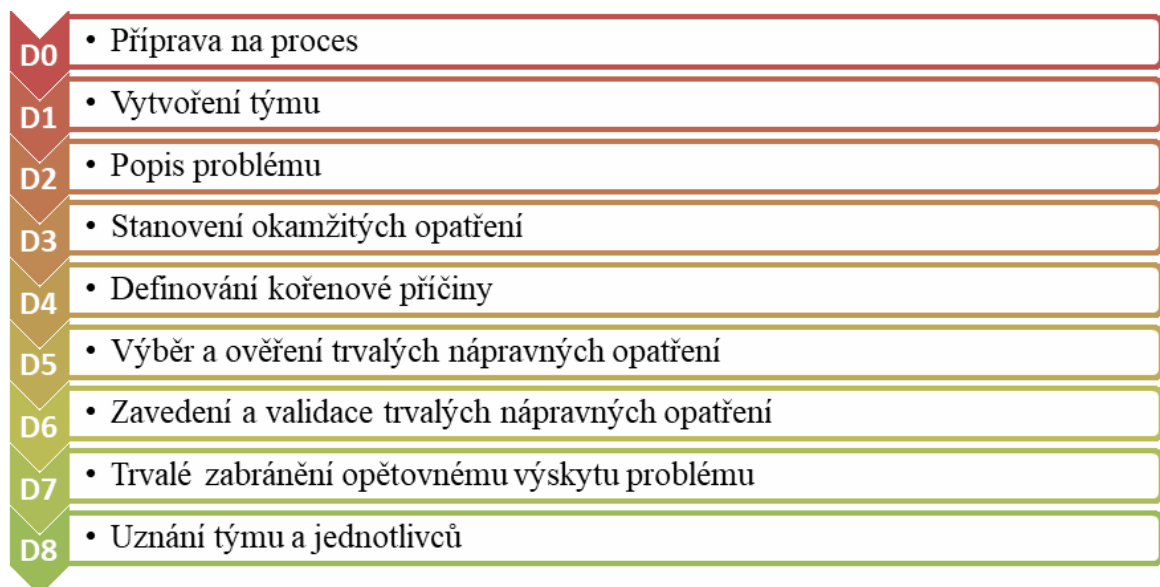 D0 • Příprava na proces
D1 • Vytvoření týmu
D2 • Popis problému
D3 • Stanovení okamžitých opatření
D4 • Definování kořenové příčiny
D5 • Výběr a ověření trvalých nápravných opatření
D6 • Zavedení a validace trvalých nápravných opatření
D7 • Trvalé zabránění opětovnému výskytu problému
D8 • Uznání týmu a jednotlivců